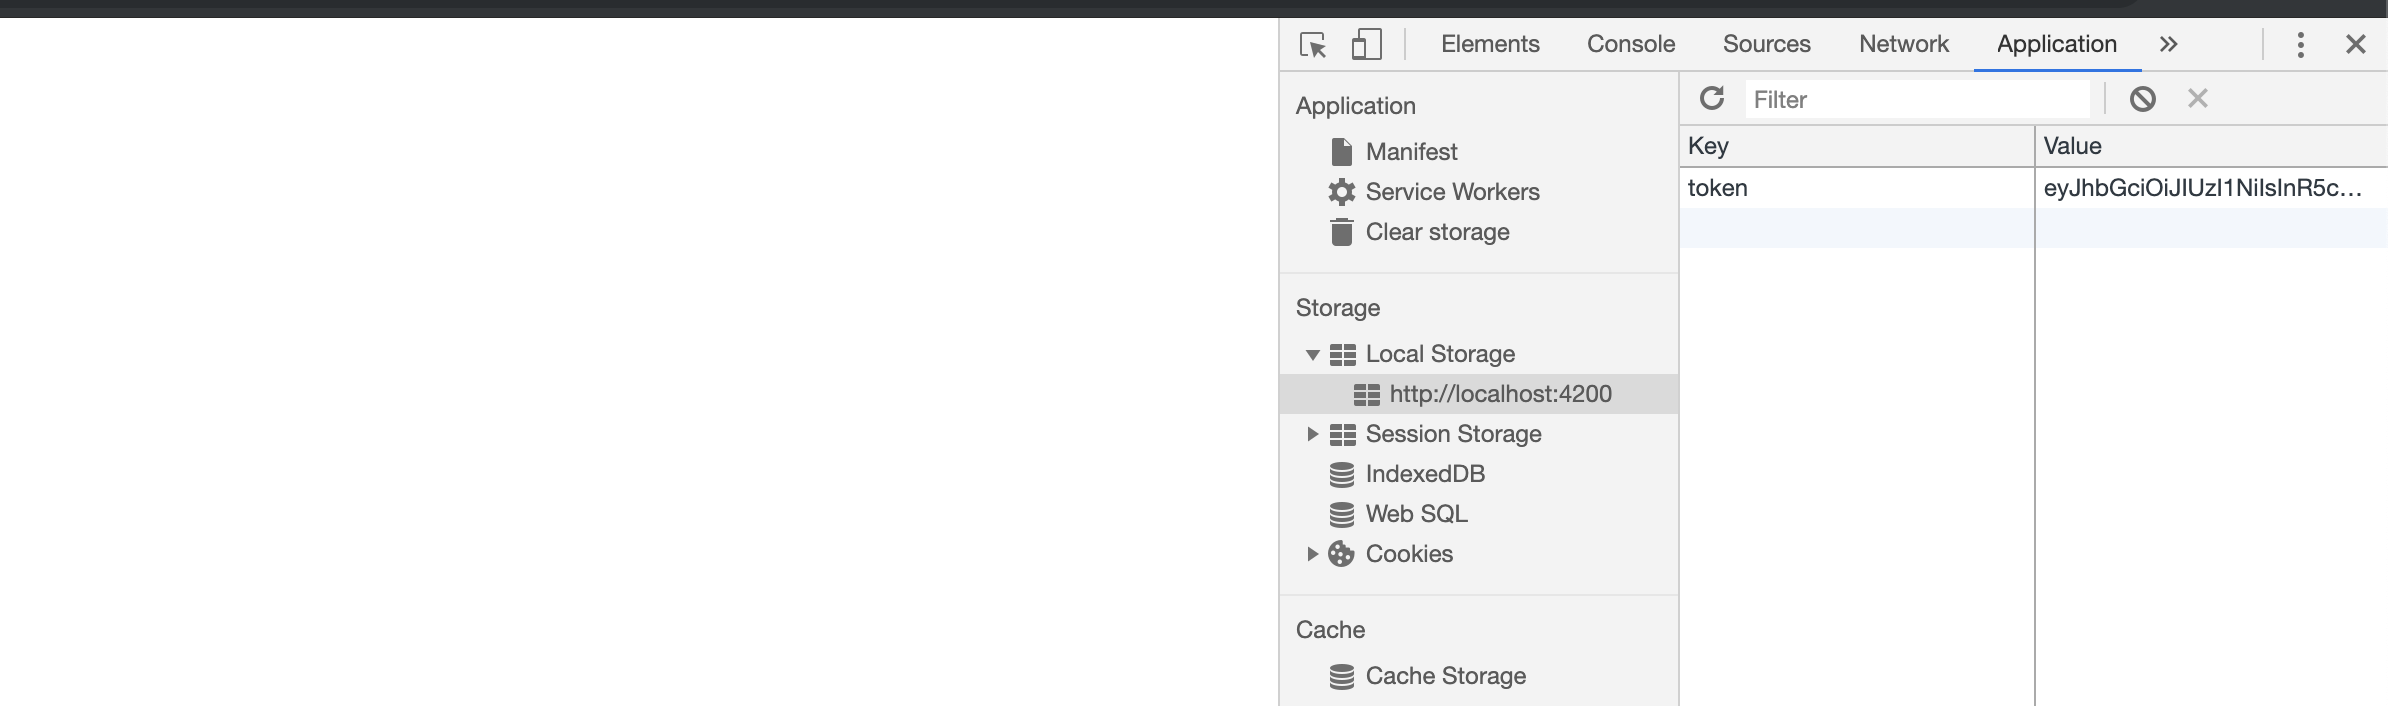 Elements Console Sources Network Application
Application
Manifest
Service Workers
Clear storage
Storage
Local Storage
http://localhost:4200
Session Storage
IndexedDB
Web SQL
Cookies
Cache
Cache Storage
Filter
Key Value
token eyJhbGciOiJIUzI1NiIsInR5c...